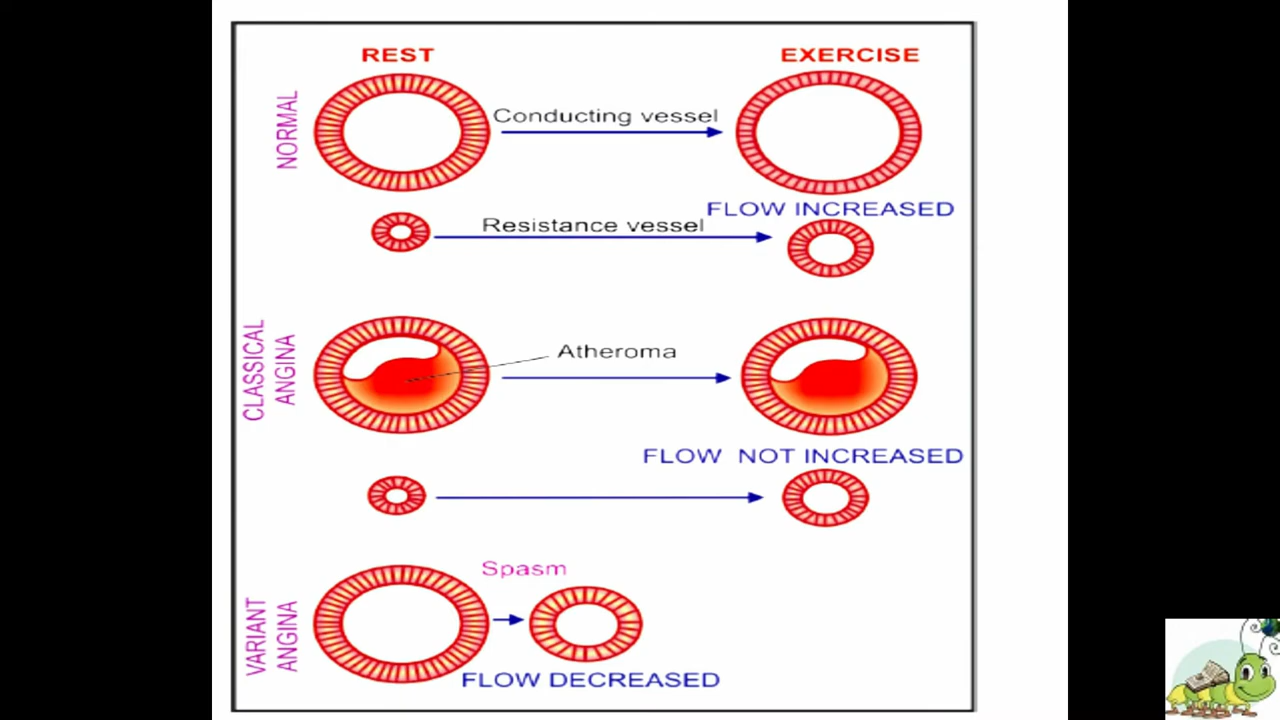 REST
EXERCISE
NORMAL
Conducting vessel
FLOW INCREASED
Resistance vessel
CLASSICAL
ANGINA
Atheroma
FLOW NOT INCREASED
VARIANT
ANGINA
Spasm
FLOW DECREASED